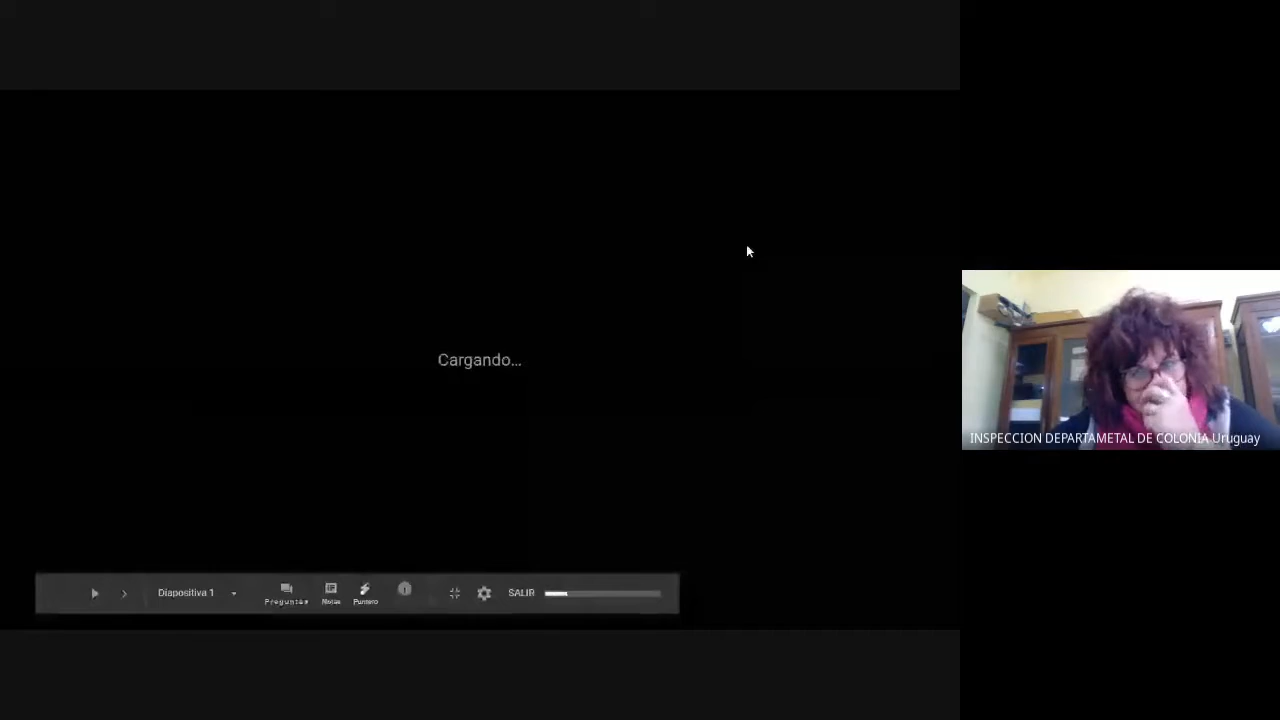 Cargando...
Diapositiva 1
Preguntas
Notas
Puntero
SALIR
INSPECCION DEPARTAMETAL DE COLONIA Uruguay